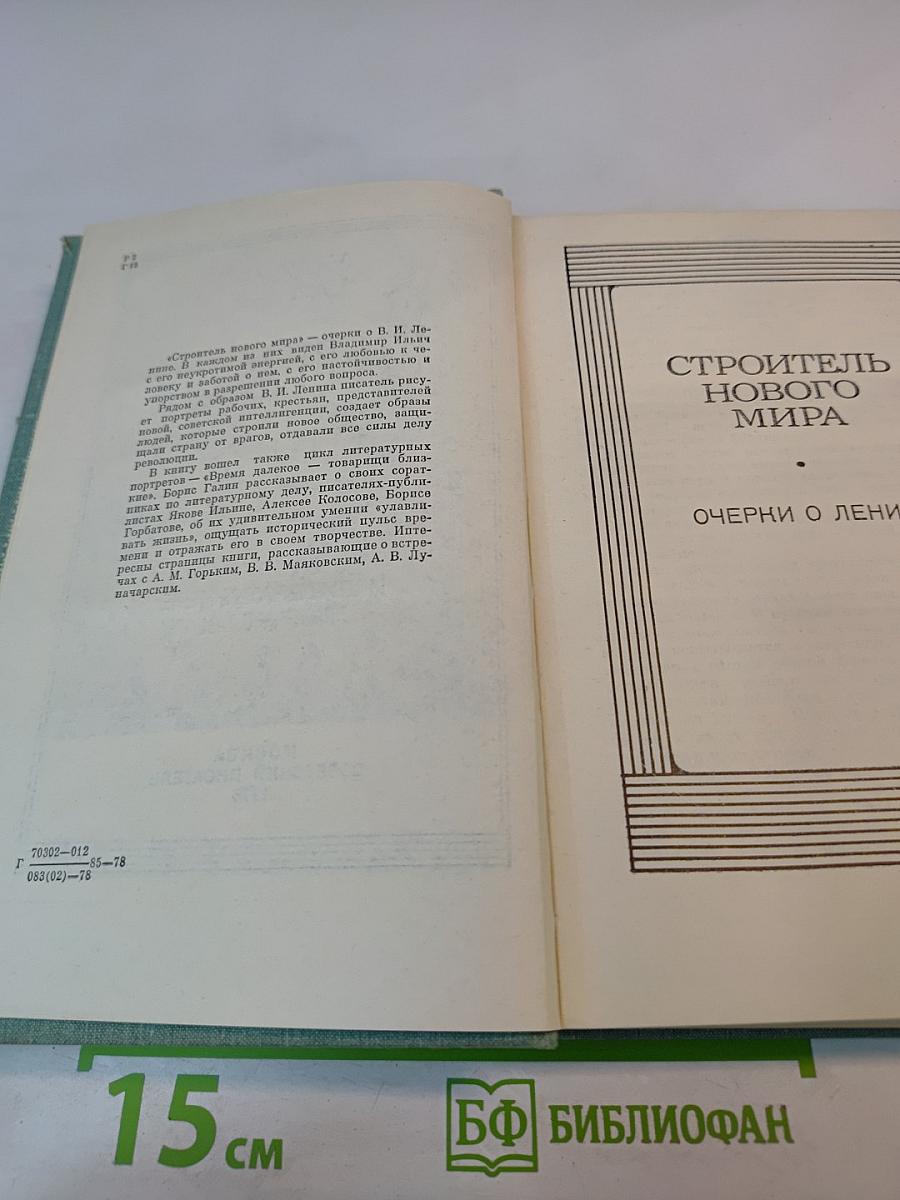 Р 2
Г 15
«Строитель нового мира» — очерки о В. И. Ле-
нине. В каждом из них виден Владимир Ильич
с его неукротимой энергией, с его любовью к че-
ловеку и заботой о нем, с его настойчивостью и
упорством в разрешении любого вопроса.
Рядом с образом В. И. Ленина писатель рису-
ет портреты рабочих, крестьян, представителей
новой, советской интеллигенции, создает образы
людей, которые строили новое общество, защи-
щали страну от врагов, отдавали все силы делу
революции.
В книгу вошел также цикл литературных
портретов — «Время далекое — товарищи близ-
кие». Борис Галин рассказывает о своих сорат-
никах по литературному делу, писателях-публи-
цистах Якове Ильине, Алексее Колосове, Борисе
Горбатове, об их удивительном умении «улавли-
вать жизнь», ощущать исторический пульс вре-
мени и отражать его в своем творчестве. Инте-
ресны страницы книги, рассказывающие о встре-
чах с А. М. Горьким, В. В. Маяковским, А. В. Лу-
начарским.
70302—012
Г ———— 85—78
083(02)—78
СТРОИТЕЛЬ
НОВОГО
МИРА
•
ОЧЕРКИ О ЛЕНИ
15 см
БФ БИБЛИОФАН